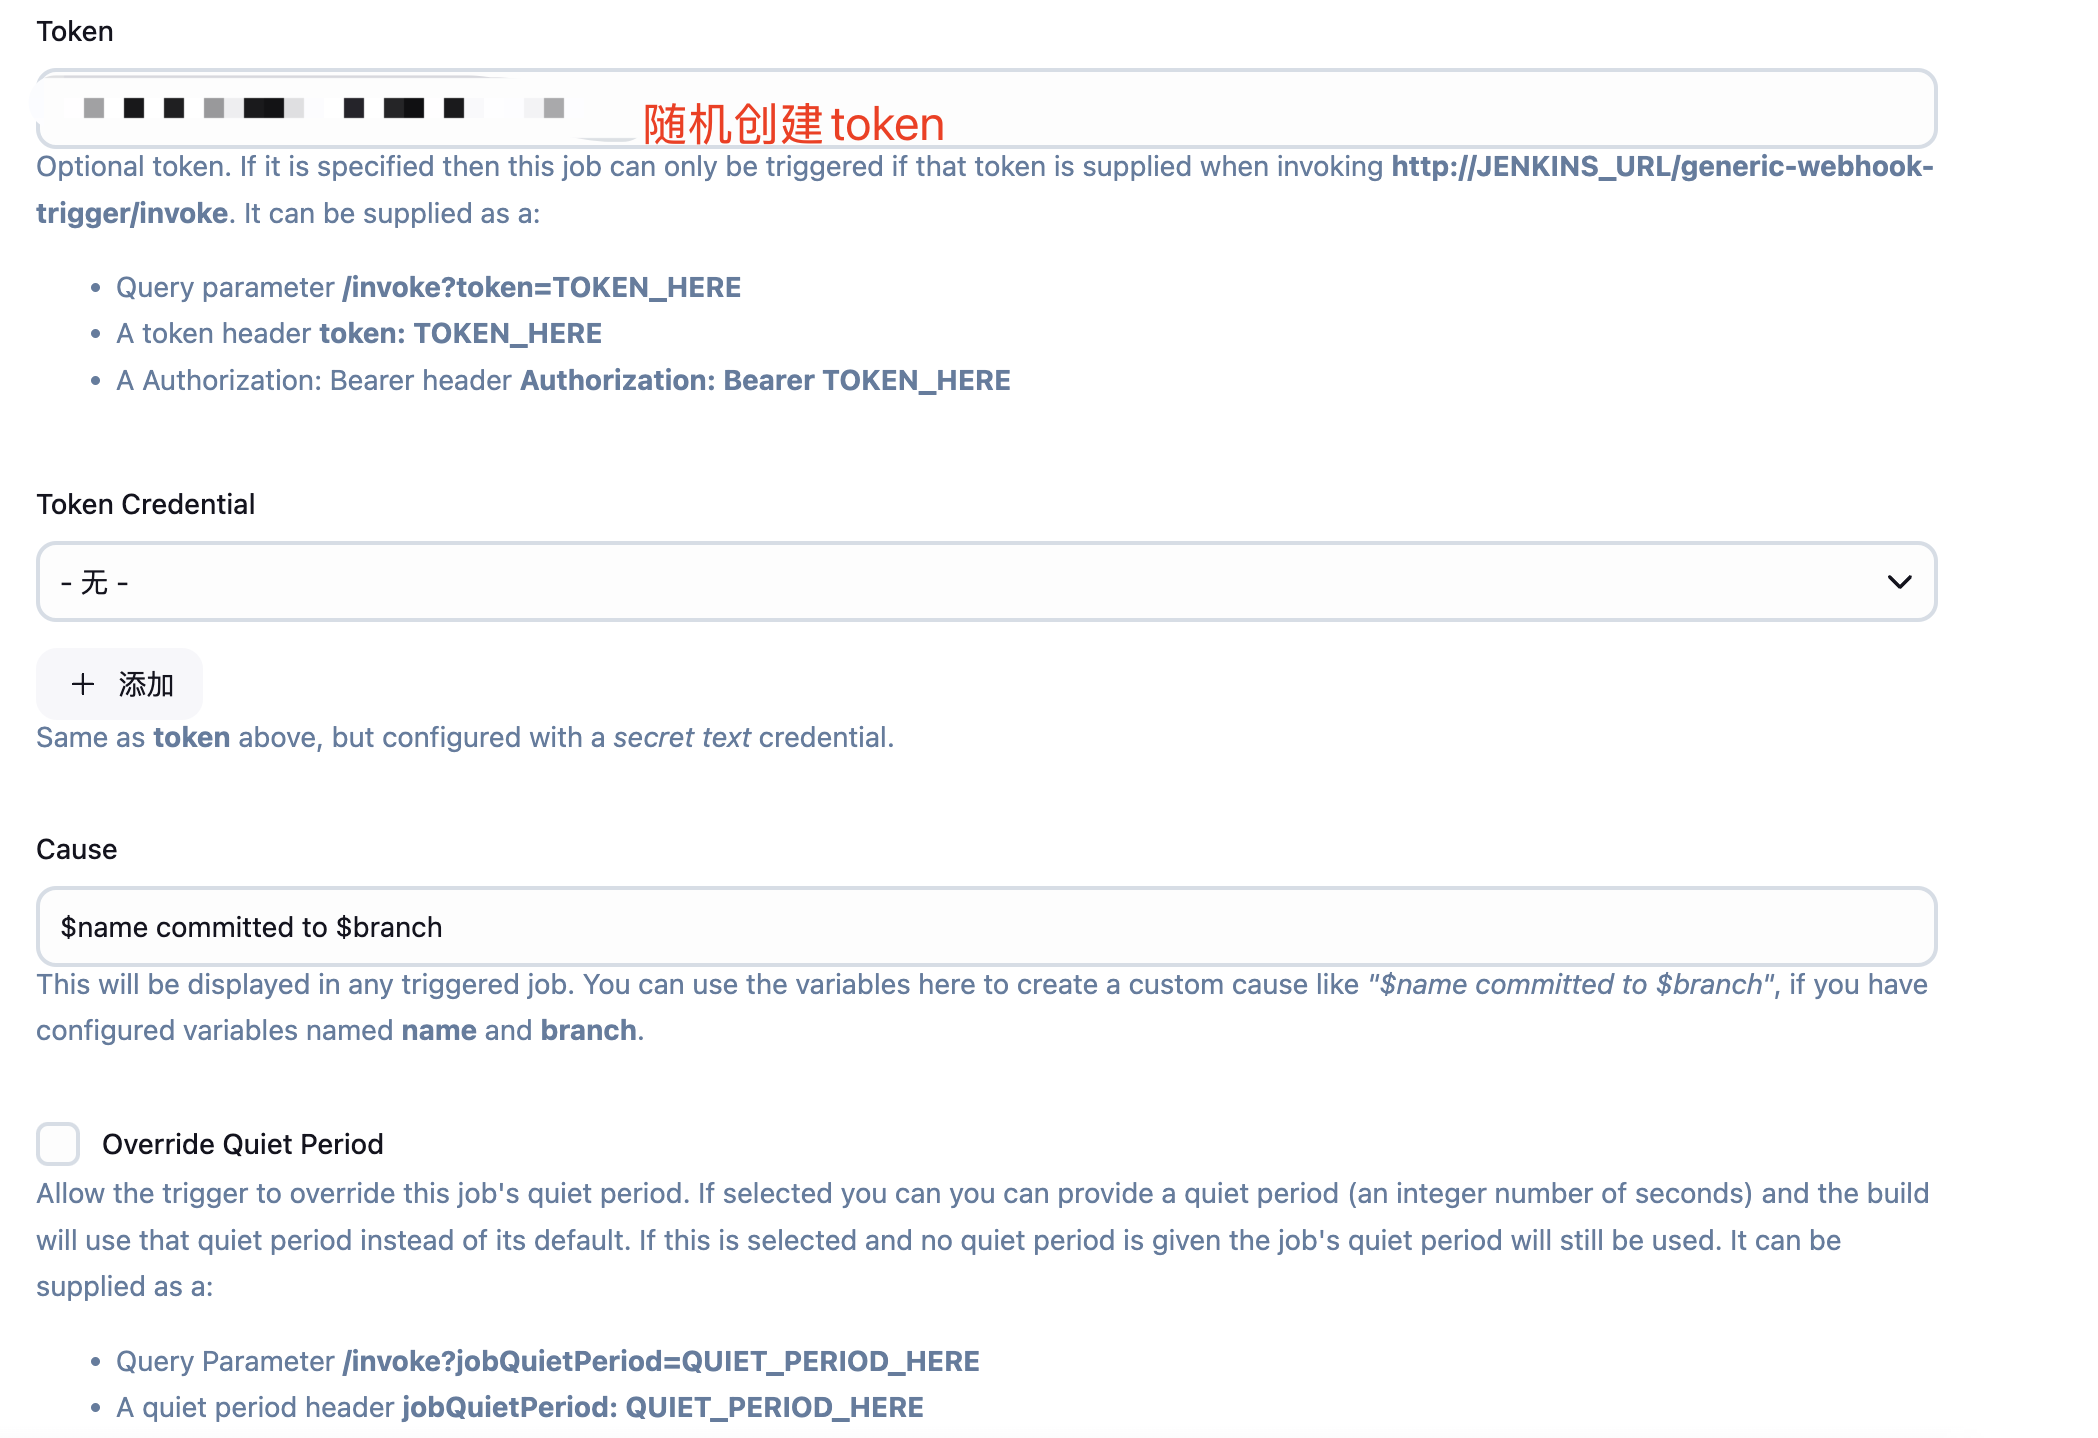 Token
随机创建token
Optional token. If it is specified then this job can only be triggered if that token is supplied when invoking http://JENKINS_URL/generic-webhook-
trigger/invoke. It can be supplied as a:
• Query parameter /invoke?token=TOKEN_HERE
• A token header token: TOKEN_HERE
• A Authorization: Bearer header Authorization: Bearer TOKEN_HERE
Token Credential
- 无 -
+ 添加
Same as token above, but configured with a secret text credential.
Cause
$name committed to $branch
This will be displayed in any triggered job. You can use the variables here to create a custom cause like "$name committed to $branch", if you have
configured variables named name and branch.
Override Quiet Period
Allow the trigger to override this job's quiet period. If selected you can you can provide a quiet period (an integer number of seconds) and the build
will use that quiet period instead of its default. If this is selected and no quiet period is given the job's quiet period will still be used. It can be
supplied as a:
• Query Parameter /invoke?jobQuietPeriod=QUIET_PERIOD_HERE
• A quiet period header jobQuietPeriod: QUIET_PERIOD_HERE